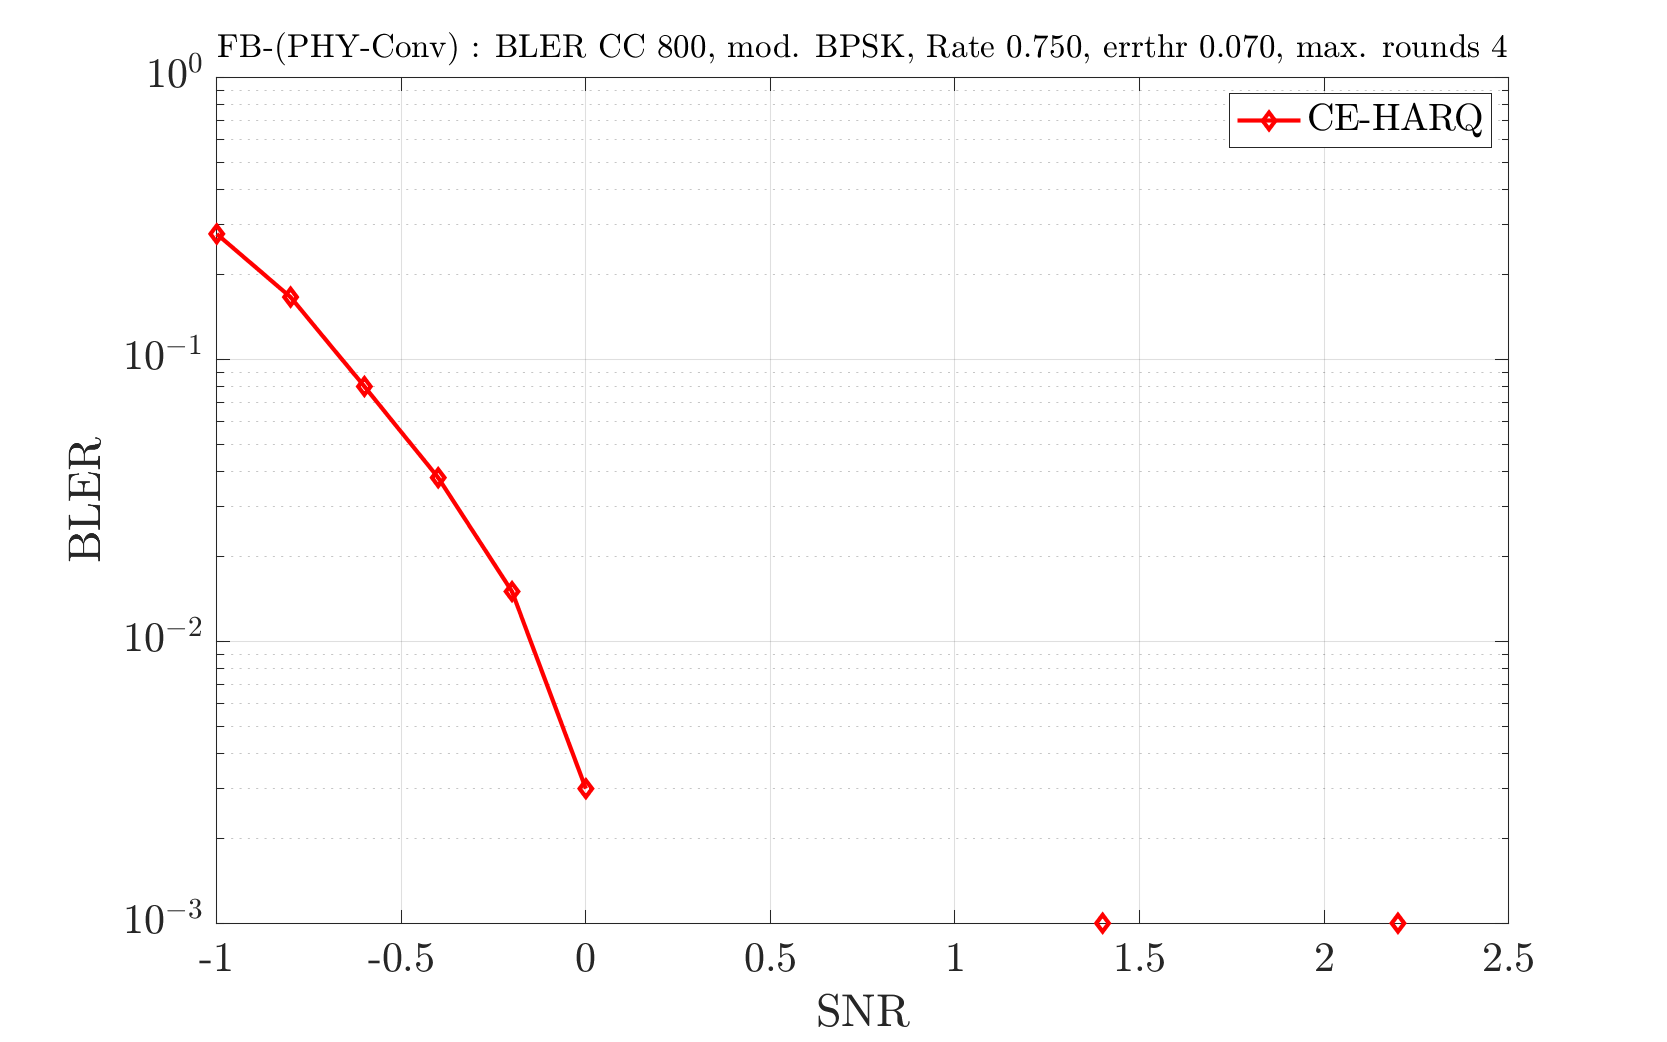 FB-(PHY-Conv) : BLER CC 800, mod. BPSK, Rate 0.750, errthr 0.070, max. rounds 4
10^0
CE-HARQ
10^{-1}
BLER
10^{-2}
10^{-3}
-1 -0.5 0 0.5 1 1.5 2 2.5
SNR